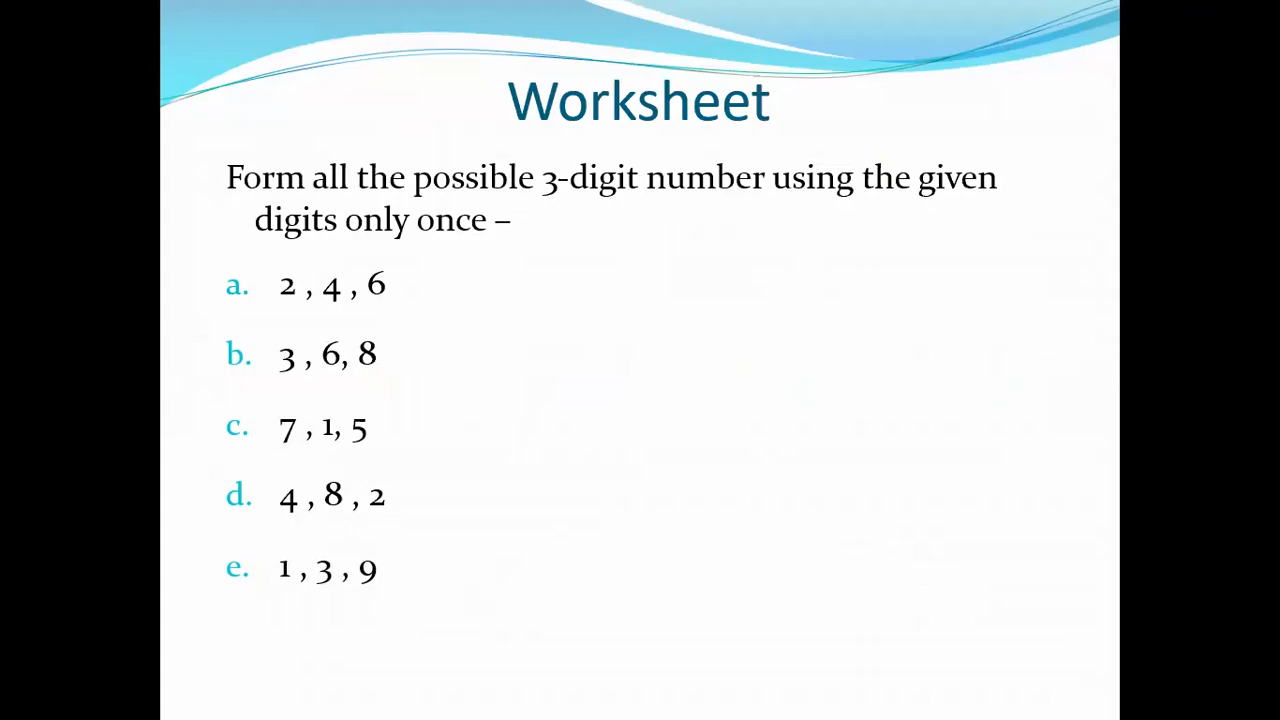 Worksheet
Form all the possible 3-digit number using the given
digits only once –
a. 2 , 4 , 6
b. 3 , 6, 8
c. 7 , 1, 5
d. 4 , 8 , 2
e. 1 , 3 , 9